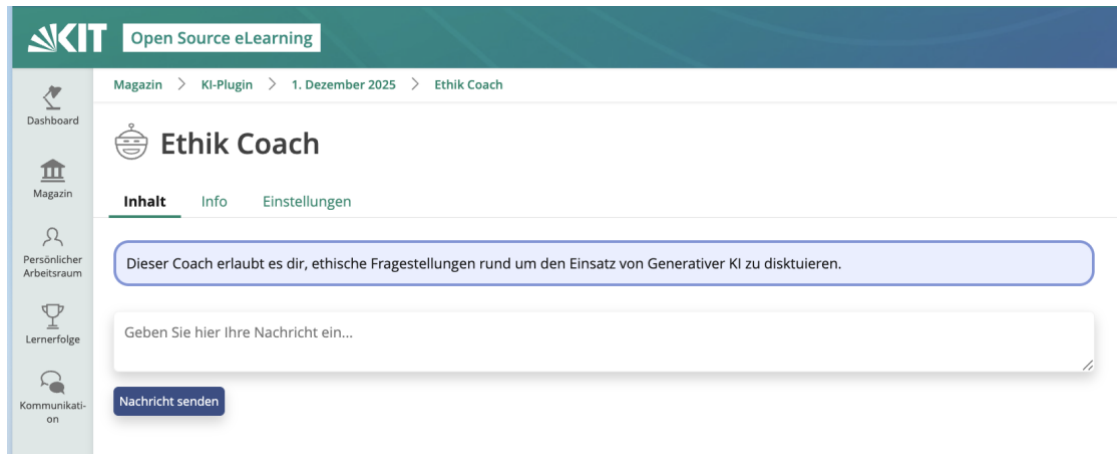 KIT Open Source eLearning
Magazin > KI-Plugin > 1. Dezember 2025 > Ethik Coach
Dashboard
Ethik Coach
Magazin
Inhalt Info Einstellungen
Persönlicher
Arbeitsraum
Dieser Coach erlaubt es dir, ethische Fragestellungen rund um den Einsatz von Generativer KI zu disktuieren.
Lernerfolge
Geben Sie hier Ihre Nachricht ein...
Kommunikati-
on
Nachricht senden